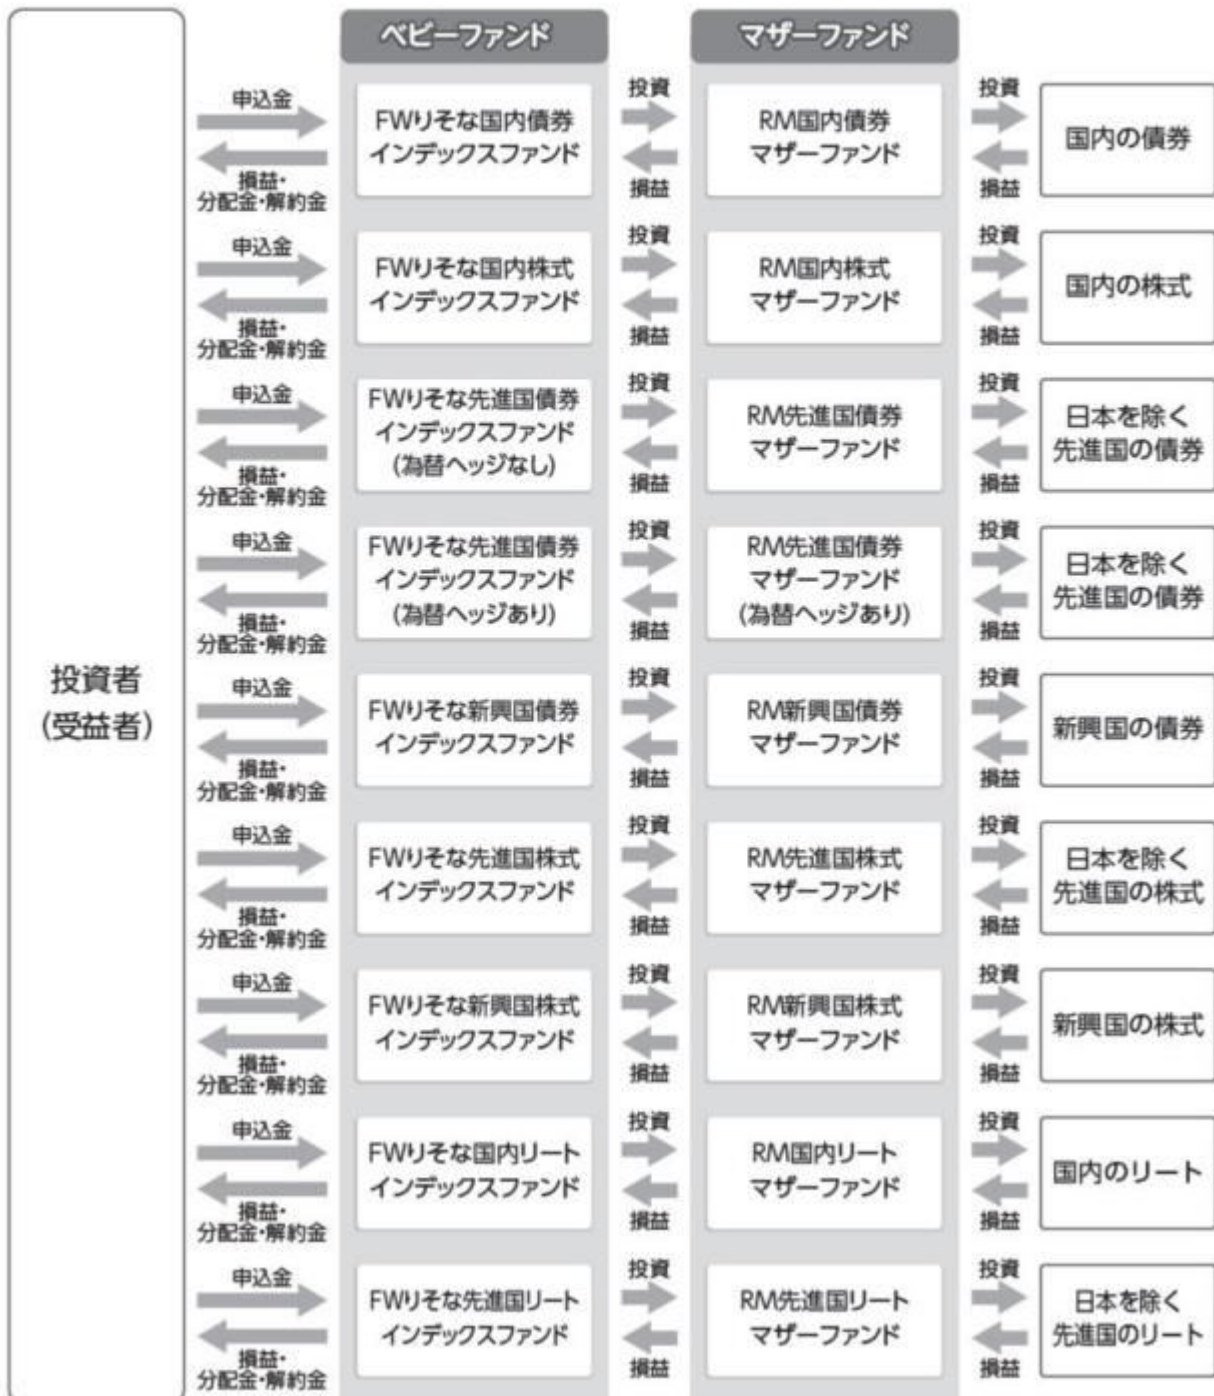 ベビーファンド
マザーファンド
投資者
(受益者)
申込金
損益・
分配金・解約金
FWりそな国内債券
インデックスファンド
投資
損益
RM国内債券
マザーファンド
投資
損益
国内の債券
申込金
損益・
分配金・解約金
FWりそな国内株式
インデックスファンド
投資
損益
RM国内株式
マザーファンド
投資
損益
国内の株式
申込金
損益・
分配金・解約金
FWりそな先進国債券
インデックスファンド
(為替ヘッジなし)
投資
損益
RM先進国債券
マザーファンド
投資
損益
日本を除く
先進国の債券
申込金
損益・
分配金・解約金
FWりそな先進国債券
インデックスファンド
(為替ヘッジあり)
投資
損益
RM先進国債券
マザーファンド
(為替ヘッジあり)
投資
損益
日本を除く
先進国の債券
申込金
損益・
分配金・解約金
FWりそな新興国債券
インデックスファンド
投資
損益
RM新興国債券
マザーファンド
投資
損益
新興国の債券
申込金
損益・
分配金・解約金
FWりそな先進国株式
インデックスファンド
投資
損益
RM先進国株式
マザーファンド
投資
損益
日本を除く
先進国の株式
申込金
損益・
分配金・解約金
FWりそな新興国株式
インデックスファンド
投資
損益
RM新興国株式
マザーファンド
投資
損益
新興国の株式
申込金
損益・
分配金・解約金
FWりそな国内リート
インデックスファンド
投資
損益
RM国内リート
マザーファンド
投資
損益
国内のリート
申込金
損益・
分配金・解約金
FWりそな先進国リート
インデックスファンド
投資
損益
RM先進国リート
マザーファンド
投資
損益
日本を除く
先進国のリート